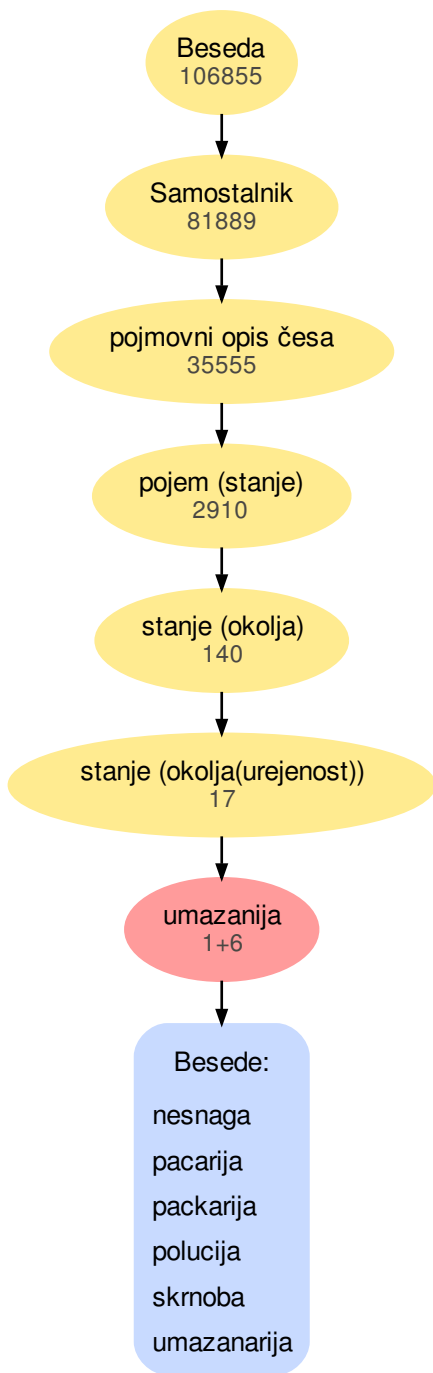 Beseda
106855
Samostalnik
81889
pojmovni opis česa
35555
pojem (stanje)
2910
stanje (okolja)
140
stanje (okolja(urejenost))
17
umazanija
1+6
Besede:
nesnaga
pacarija
packarija
polucija
skrnoba
umazanarija